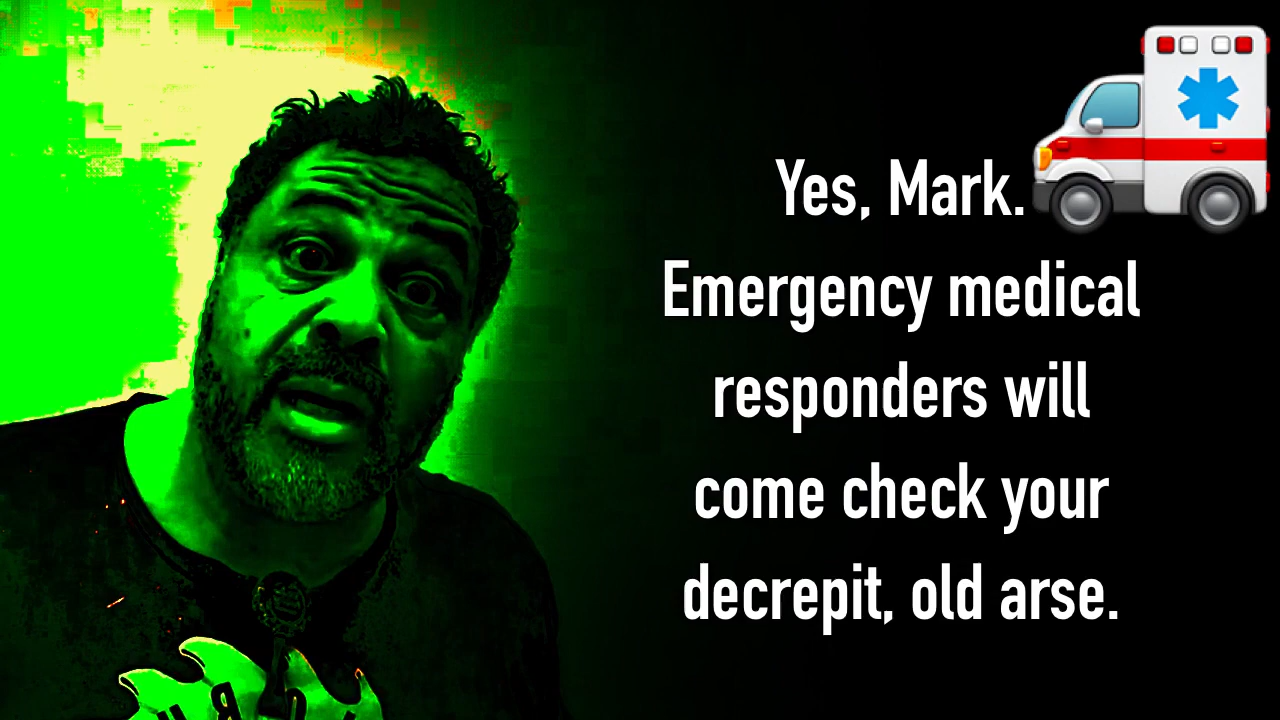 Yes, Mark.
Emergency medical
responders will
come check your
decrepit, old arse.